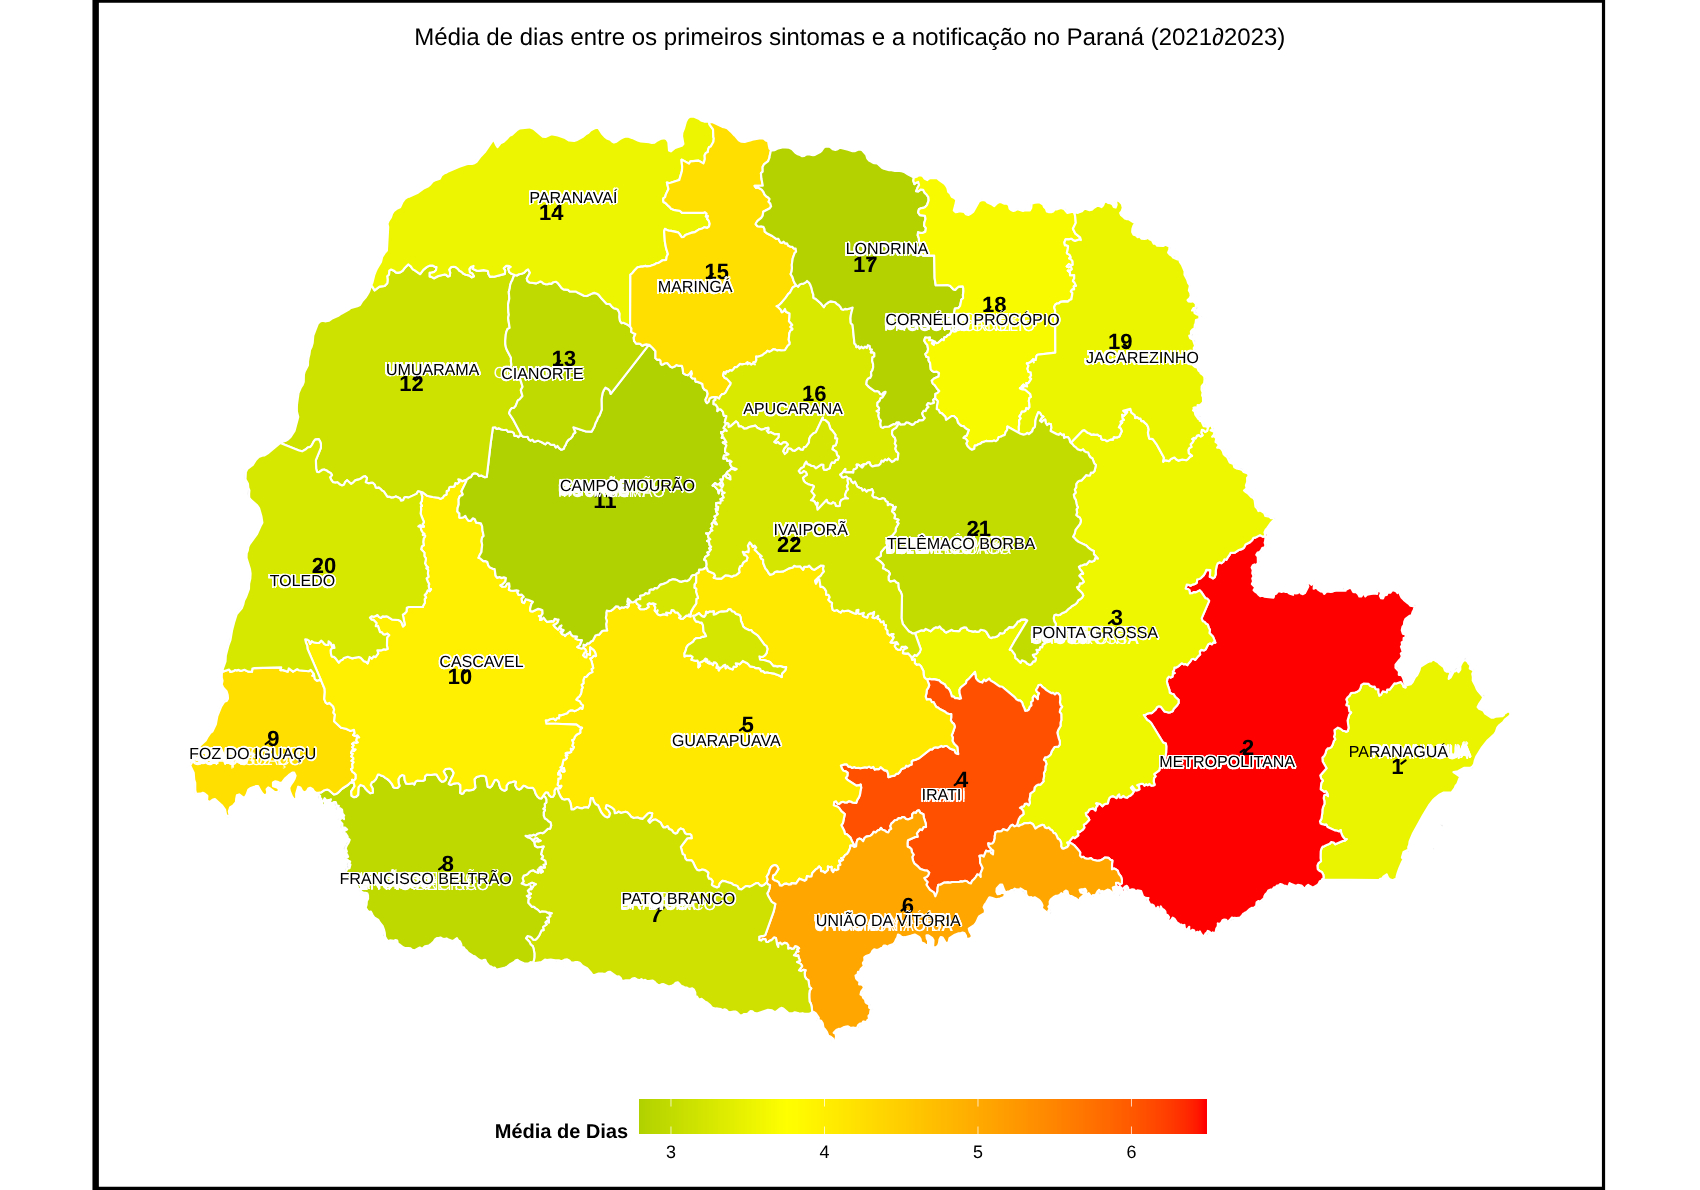 Média de dias entre os primeiros sintomas e a notificação no Paraná (2021∂2023)
PARANAVAÍ
14
LONDRINA
17
15
MARINGÁ
18
CORNÉLIO PROCÓPIO
19
JACAREZINHO
13
CIANORTE
UMUARAMA
12
16
APUCARANA
CAMPO MOURÃO
11
IVAIPORÃ
22
21
TELÊMACO BORBA
20
TOLEDO
3
PONTA GROSSA
CASCAVEL
10
5
GUARAPUAVA
9
FOZ DO IGUAÇU
2
METROPOLITANA
PARANAGUÁ
1
4
IRATI
8
FRANCISCO BELTRÃO
PATO BRANCO
7
6
UNIÃO DA VITÓRIA
Média de Dias
3 4 5 6